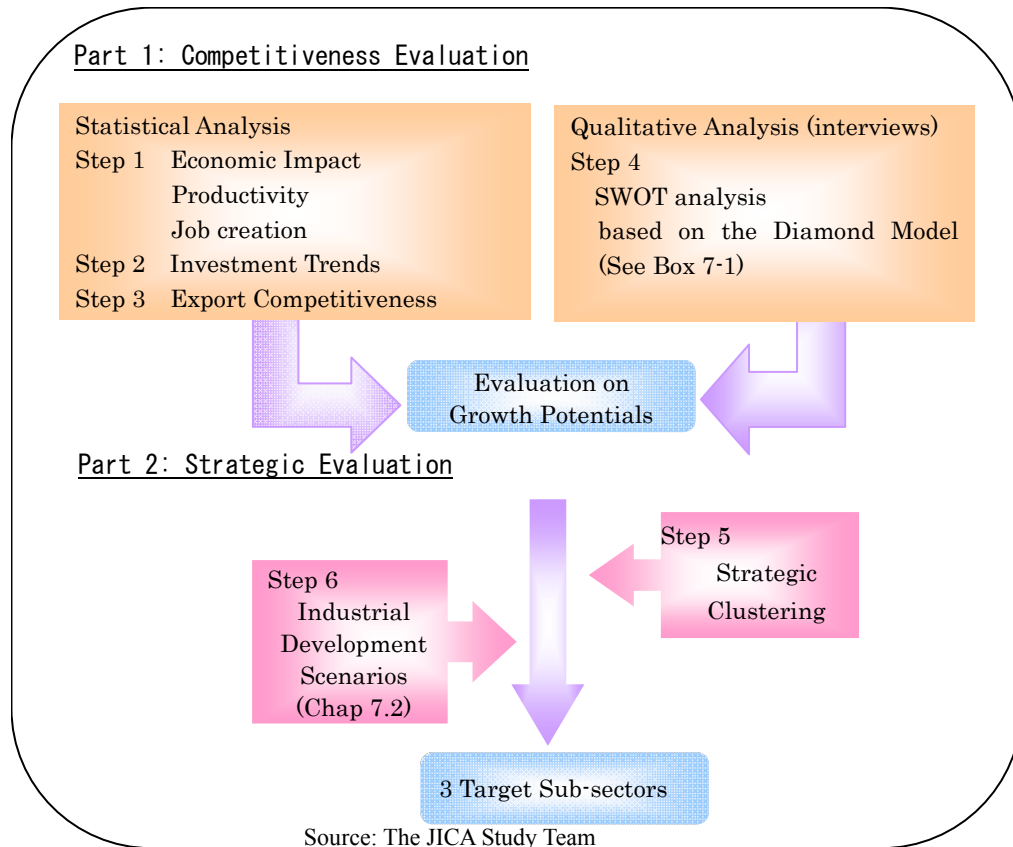 Part 1: Competitiveness Evaluation
Statistical Analysis
Step 1 Economic Impact
Productivity
Job creation
Step 2 Investment Trends
Step 3 Export Competitiveness
Qualitative Analysis (interviews)
Step 4
SWOT analysis
based on the Diamond Model
(See Box 7-1)
Evaluation on
Growth Potentials
Part 2: Strategic Evaluation
Step 5
Strategic
Clustering
Step 6
Industrial
Development
Scenarios
(Chap 7.2)
3 Target Sub-sectors
Source: The JICA Study Team